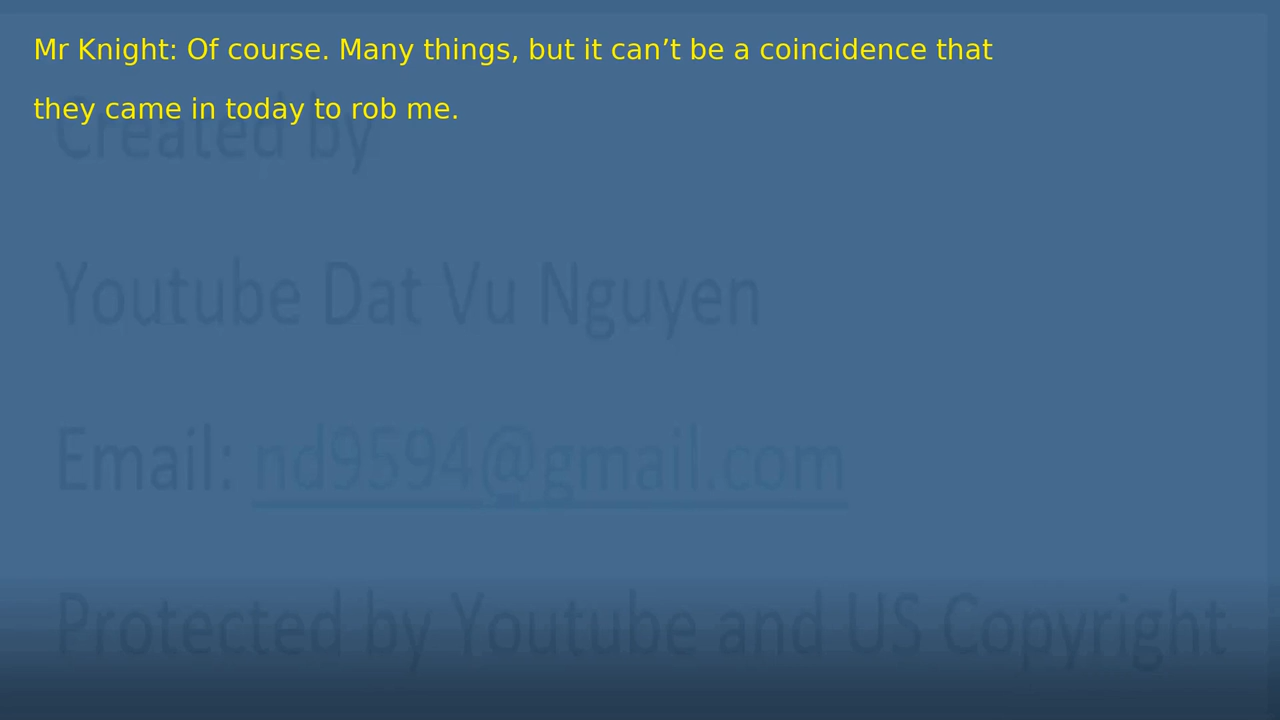 Mr Knight: Of course. Many things, but it can’t be a coincidence that
they came in today to rob me.
Created by
Youtube Dat Vu Nguyen
Email: nd9594@gmail.com
Protected by Youtube and US Copyright